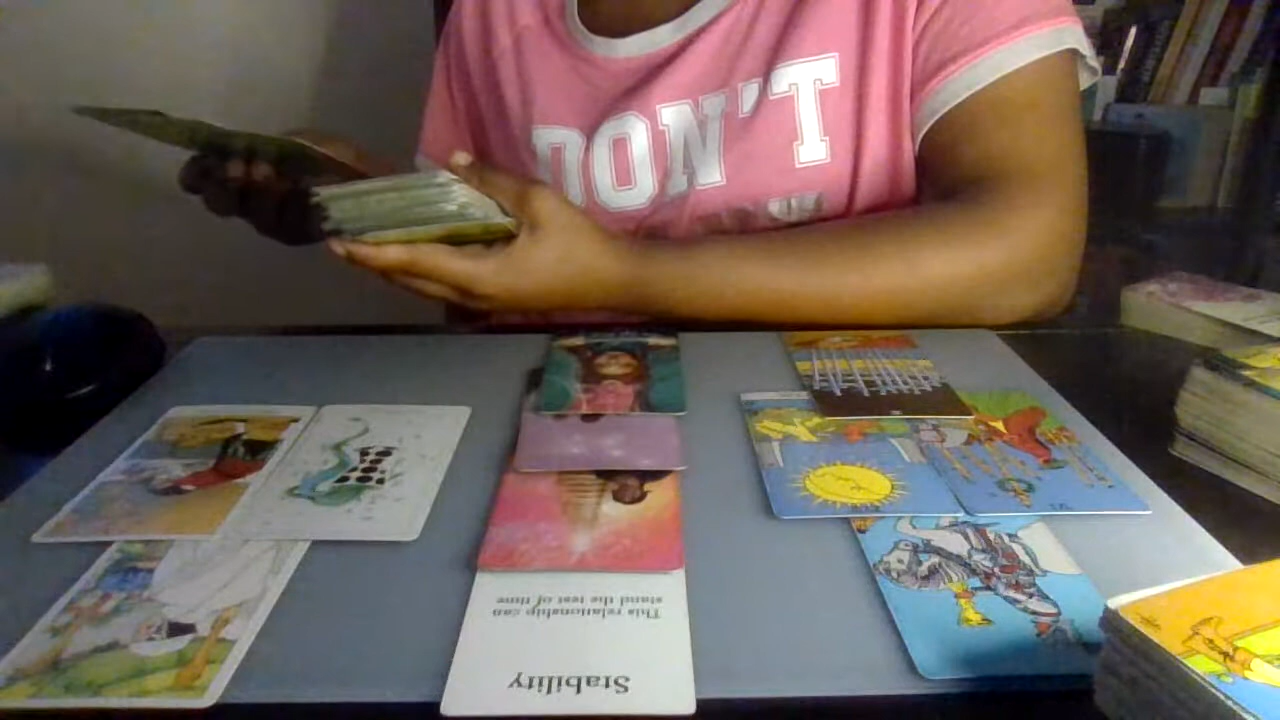 DON'T
This relationship can
stand the test of time
Stability